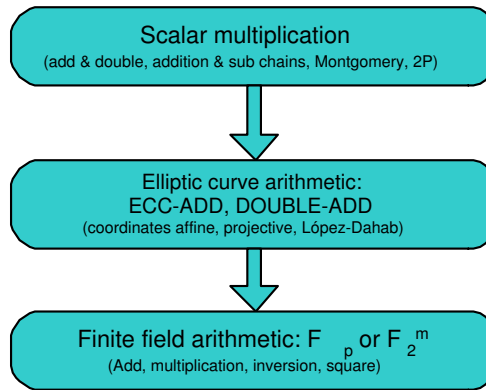 Scalar multiplication
(add & double, addition & sub chains, Montgomery, 2P)
Elliptic curve arithmetic:
ECC-ADD, DOUBLE-ADD
(coordinates affine, projective, López-Dahab)
Finite field arithmetic: F p or F 2 m
(Add, multiplication, inversion, square)